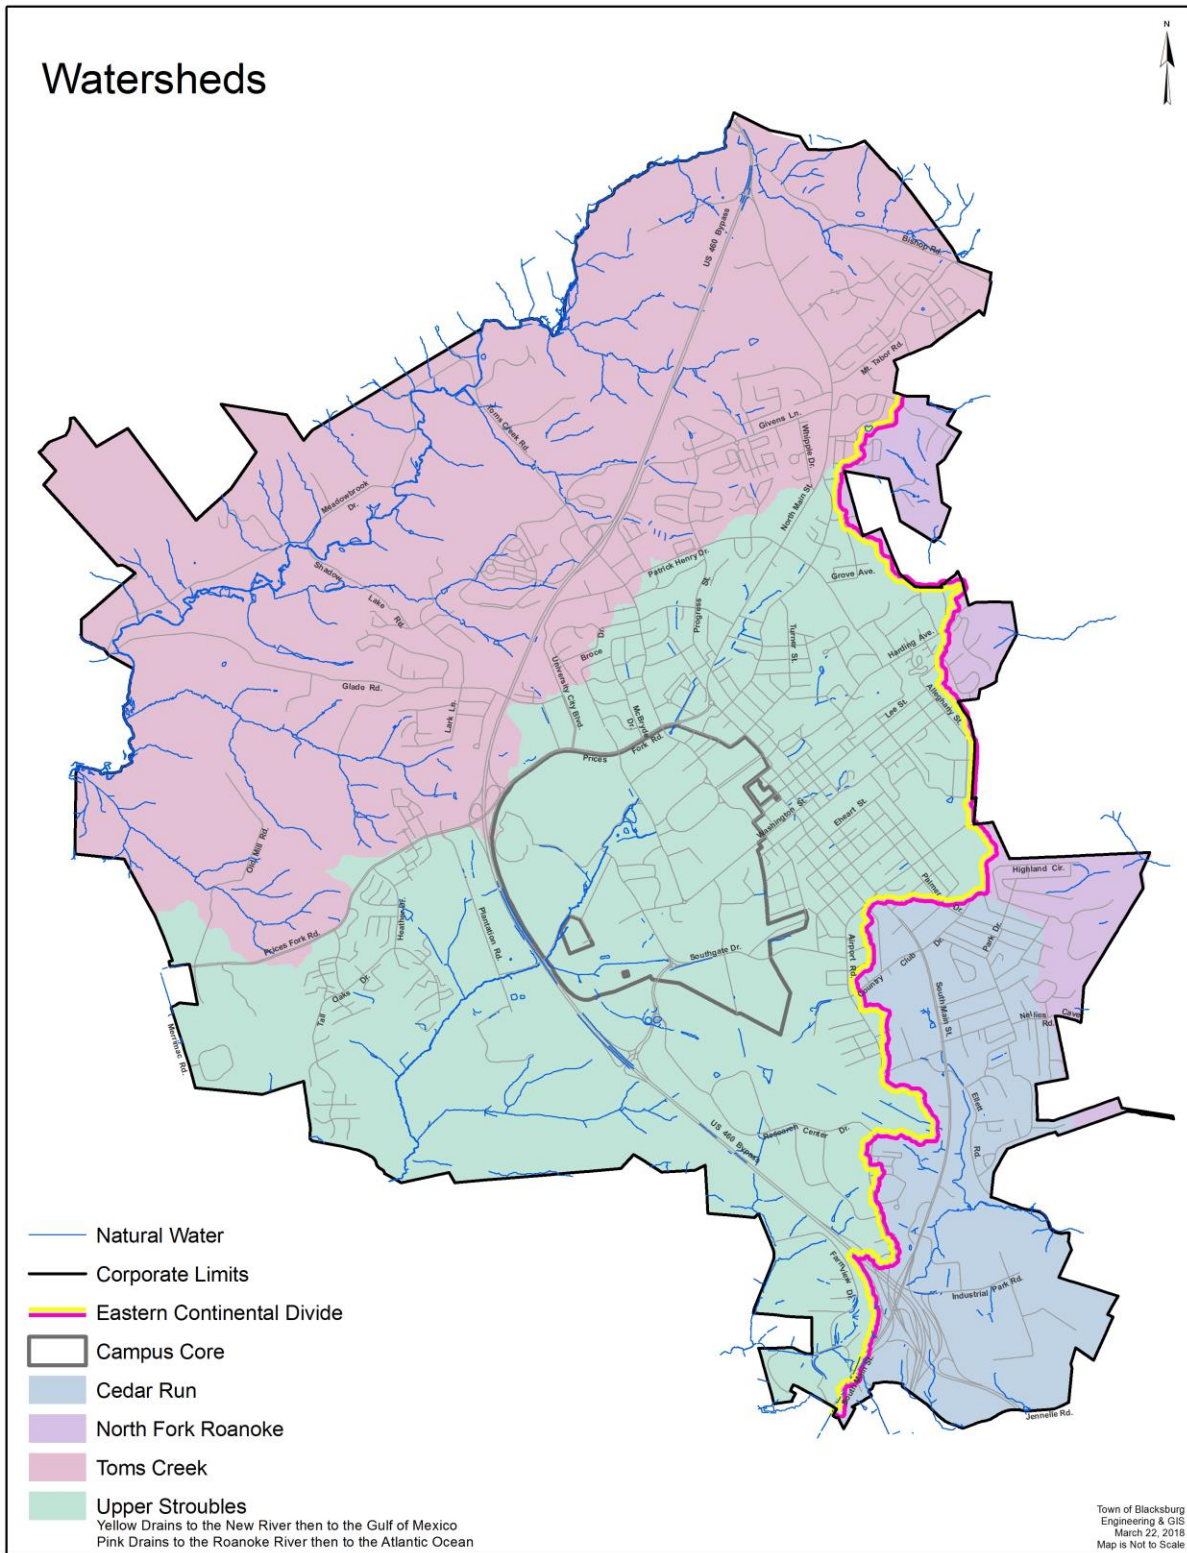 N
Watersheds
US 460 Bypass
Bishop Rd.
Mt. Tabor Rd.
Toms Creek Rd.
Givens Ln.
Whipple Dr.
Meadowbrook
Dr.
North Main St.
Patrick Henry Dr.
Grove Ave.
Shadow
Lake
Rd.
Progress
St.
Turner St.
Harding Ave.
Broce
Dr.
University City Blvd.
Glade Rd.
Lark Ln.
McBryde
Dr.
Lee St.
Alleghany St.
Prices
Fork Rd.
Washington St.
Eheart St.
Old Mill Rd.
Highland Cir.
Palmer
Dr.
Heather Dr.
Plantation Rd.
Prices Fork Rd.
Southgate Dr.
Airport Rd.
Country
Club
Dr.
Park Dr.
Tall
Oaks
Dr.
South Main St.
Nellies
Cave
Rd.
Merrimac Rd.
Ellett
Rd.
US 460 Bypass
Research
Center
Dr.
Farmview
Dr.
Industrial
Park Rd.
South Main St.
Jennelle Rd.
Natural Water
Corporate Limits
Eastern Continental Divide
Campus Core
Cedar Run
North Fork Roanoke
Toms Creek
Upper Stroubles
Yellow Drains to the New River then to the Gulf of Mexico
Pink Drains to the Roanoke River then to the Atlantic Ocean
Town of Blacksburg
Engineering & GIS
March 22, 2018
Map is Not to Scale